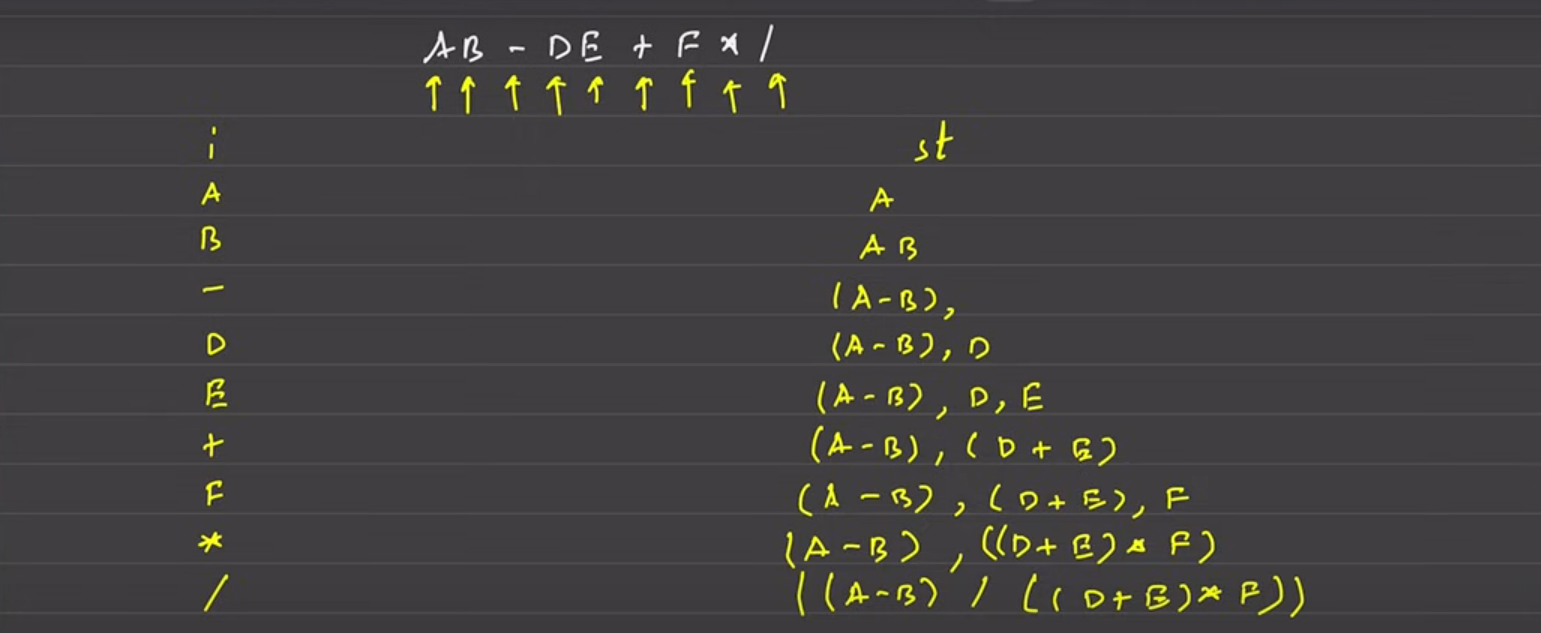 AB - DE + F * /
↑ ↑ ↑ ↑ ↑ ↑ ↑ ↑ ↑
i st
A A
B A B
- (A-B),
D (A-B), D
E (A-B), D, E
+ (A-B), (D + E)
F (A-B), (D+E), F
* (A-B), ((D+E) * F)
/ ((A-B) / ((D+E) * F))